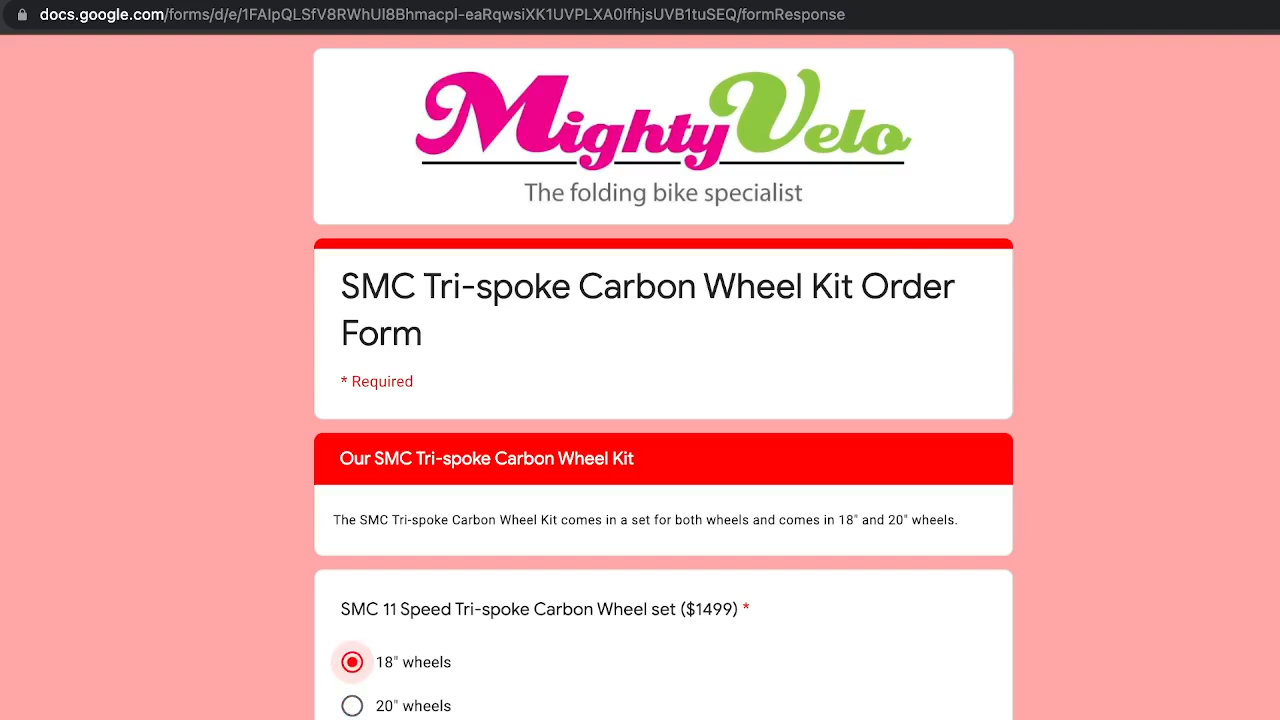 docs.google.com/forms/d/e/1FAIpQLSfV8RWhUI8Bhmacpl-eaRqwsiXK1UVPLXA0lfhjsUVB1tuSEQ/formResponse
MightyVelo
The folding bike specialist
SMC Tri-spoke Carbon Wheel Kit Order
Form
* Required
Our SMC Tri-spoke Carbon Wheel Kit
The SMC Tri-spoke Carbon Wheel Kit comes in a set for both wheels and comes in 18" and 20" wheels.
SMC 11 Speed Tri-spoke Carbon Wheel set ($1499) *
18" wheels
20" wheels